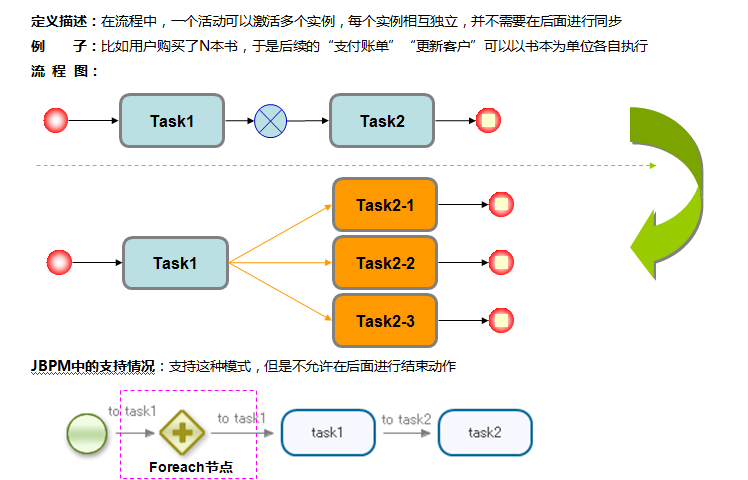 定义描述：在流程中，一个活动可以激活多个实例，每个实例相互独立，并不需要在后面进行同步
例 子：比如用户购买了N本书，于是后续的“支付账单”“更新客户”可以以书本为单位各自执行
流 程 图：
Task1
Task2
Task2-1
Task1
Task2-2
Task2-3
JBPM中的支持情况：支持这种模式，但是不允许在后面进行结束动作
to task1
to task1
task1
to task2
task2
Foreach节点